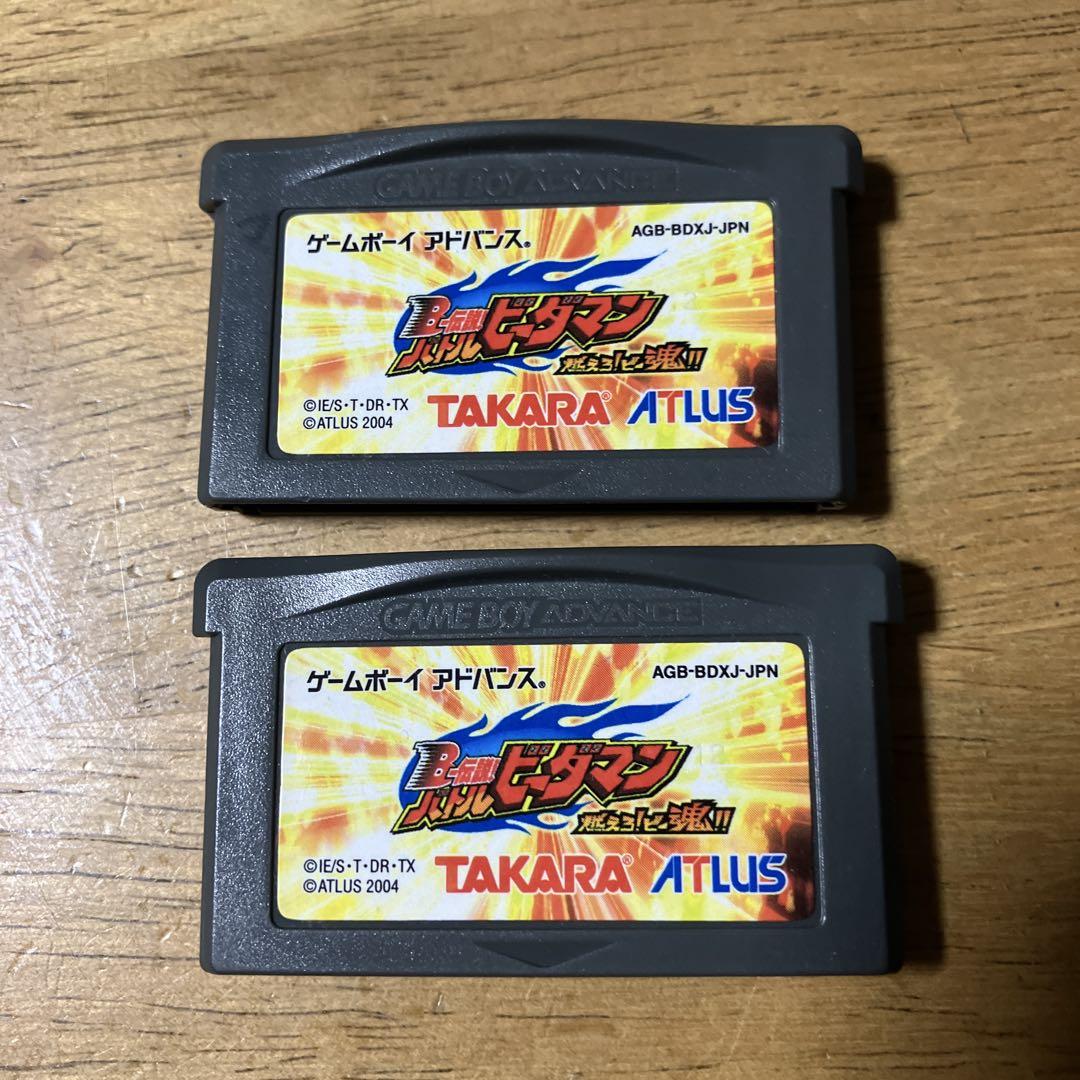 GAME BOY ADVANCE
ゲームボーイ アドバンス®
AGB-BDXJ-JPN
B-伝説!
バトル ビーダマン
燃えろ!ビー魂!!
©IE/S・T・DR・TX
©ATLUS 2004
TAKARA®
ATLUS
GAME BOY ADVANCE
ゲームボーイ アドバンス®
AGB-BDXJ-JPN
B-伝説!
バトル ビーダマン
燃えろ!ビー魂!!
©IE/S・T・DR・TX
©ATLUS 2004
TAKARA®
ATLUS